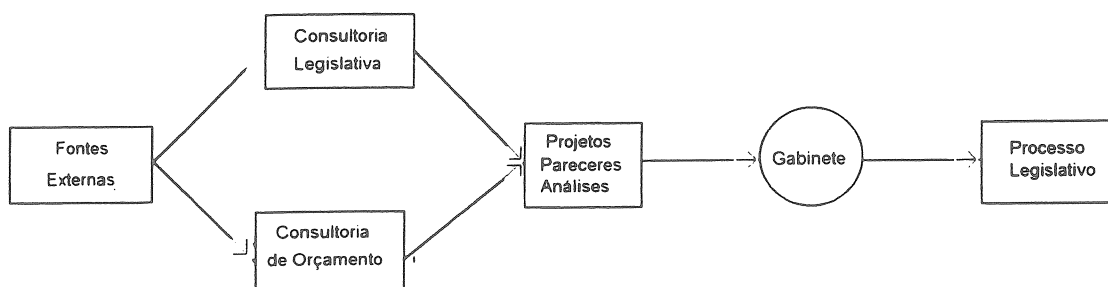 Fontes
Externas
Consultoria
Legislativa
Consultoria
de Orçamento
Projetos
Pareceres
Análises
Gabinete
Processo
Legislativo